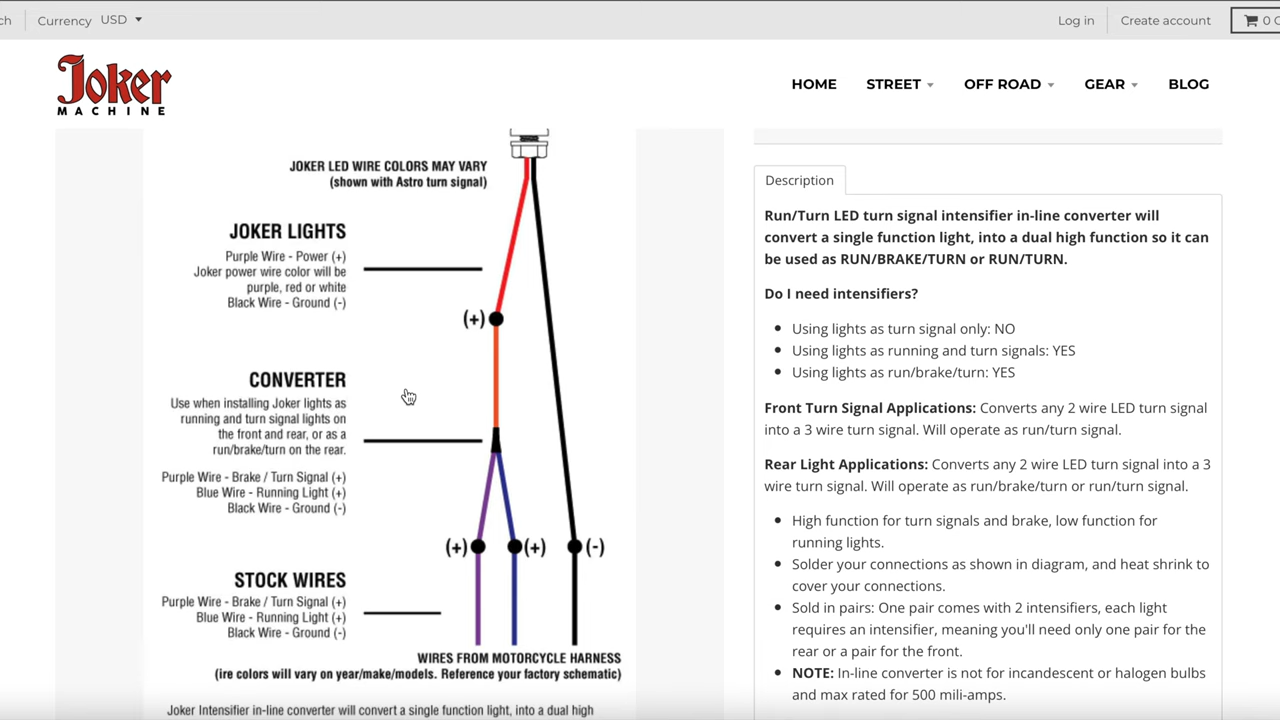 Currency USD
Log in
Create account
0
Joker
MACHINE
HOME
STREET
OFF ROAD
GEAR
BLOG
JOKER LED WIRE COLORS MAY VARY
(shown with Astro turn signal)
JOKER LIGHTS
Purple Wire - Power (+)
Joker power wire color will be
purple, red or white
Black Wire - Ground (-)
(+)
CONVERTER
Use when installing Joker lights as
running and turn signal lights on
the front and rear, or as a
run/brake/turn on the rear.
Purple Wire - Brake / Turn Signal (+)
Blue Wire - Running Light (+)
Black Wire - Ground (-)
(+) (+) (-)
STOCK WIRES
Purple Wire - Brake / Turn Signal (+)
Blue Wire - Running Light (+)
Black Wire - Ground (-)
WIRES FROM MOTORCYCLE HARNESS
(ire colors will vary on year/make/models. Reference your factory schematic)
Joker Intensifier in-line converter will convert a single function light, into a dual high
Description
Run/Turn LED turn signal intensifier in-line converter will
convert a single function light, into a dual high function so it can
be used as RUN/BRAKE/TURN or RUN/TURN.
Do I need intensifiers?
Using lights as turn signal only: NO
Using lights as running and turn signals: YES
Using lights as run/brake/turn: YES
Front Turn Signal Applications: Converts any 2 wire LED turn signal
into a 3 wire turn signal. Will operate as run/turn signal.
Rear Light Applications: Converts any 2 wire LED turn signal into a 3
wire turn signal. Will operate as run/brake/turn or run/turn signal.
High function for turn signals and brake, low function for
running lights.
Solder your connections as shown in diagram, and heat shrink to
cover your connections.
Sold in pairs: One pair comes with 2 intensifiers, each light
requires an intensifier, meaning you'll need only one pair for the
rear or a pair for the front.
NOTE: In-line converter is not for incandescent or halogen bulbs
and max rated for 500 mili-amps.